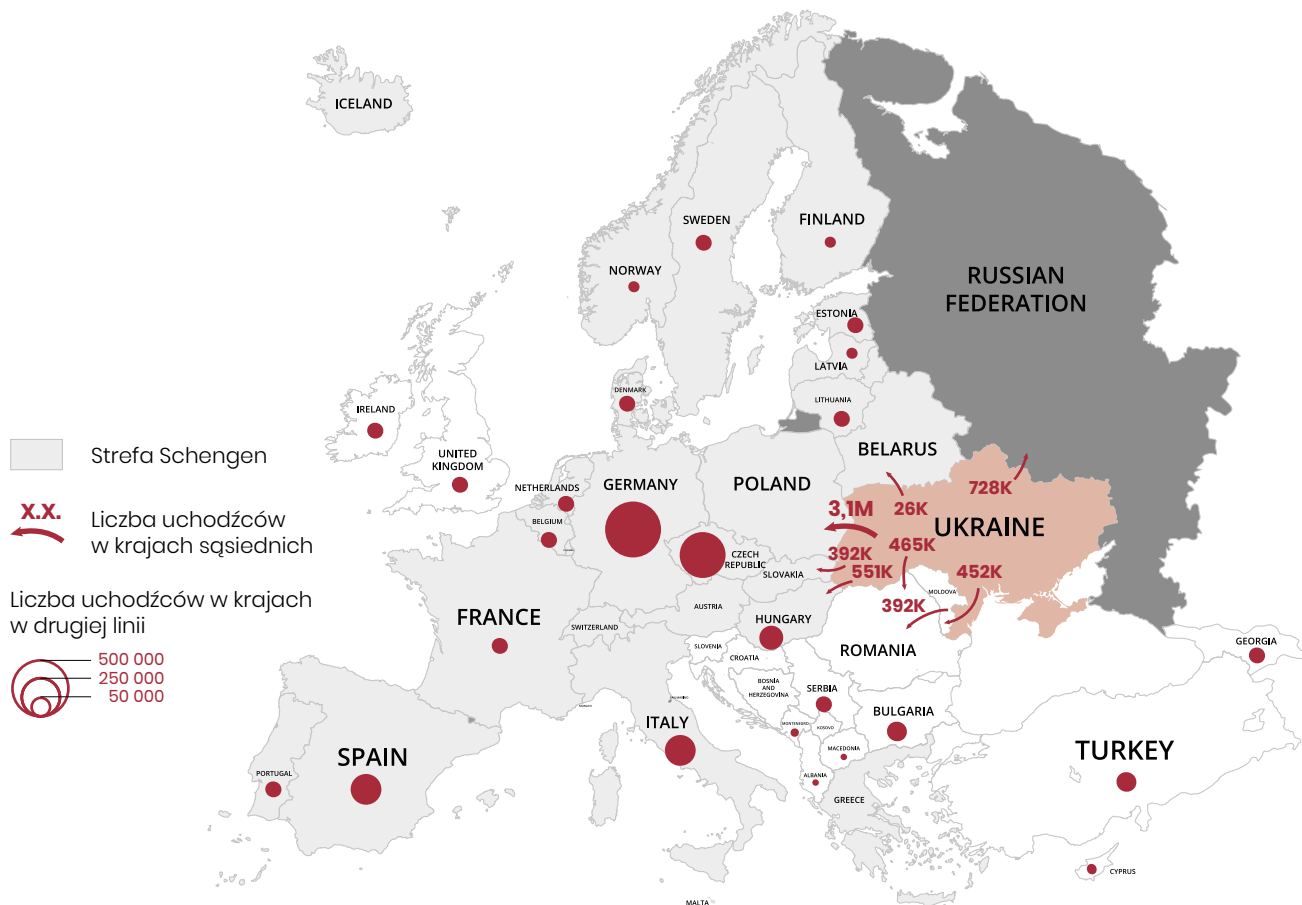 ICELAND
SWEDEN
FINLAND
NORWAY
RUSSIAN
FEDERATION
ESTONIA
LATVIA
DENMARK
LITHUANIA
IRELAND
UNITED
KINGDOM
BELARUS
NETHERLANDS
GERMANY
POLAND
BELGIUM
728K
3,1M
26K
UKRAINE
465K
392K
CZECH
REPUBLIC
SLOVAKIA
551K
452K
MOLDOVA
392K
AUSTRIA
FRANCE
SWITZERLAND
HUNGARY
SLOVENIA
CROATIA
ROMANIA
GEORGIA
BOSNIA
AND
HERZEGOVINA
SERBIA
BULGARIA
MONTENEGRO
KOSOVO
ITALY
MACEDONIA
TURKEY
SPAIN
PORTUGAL
ALBANIA
GREECE
CYPRUS
MALTA
Strefa Schengen
X.X.
Liczba uchodźców
w krajach sąsiednich
Liczba uchodźców w krajach
w drugiej linii
500 000
250 000
50 000